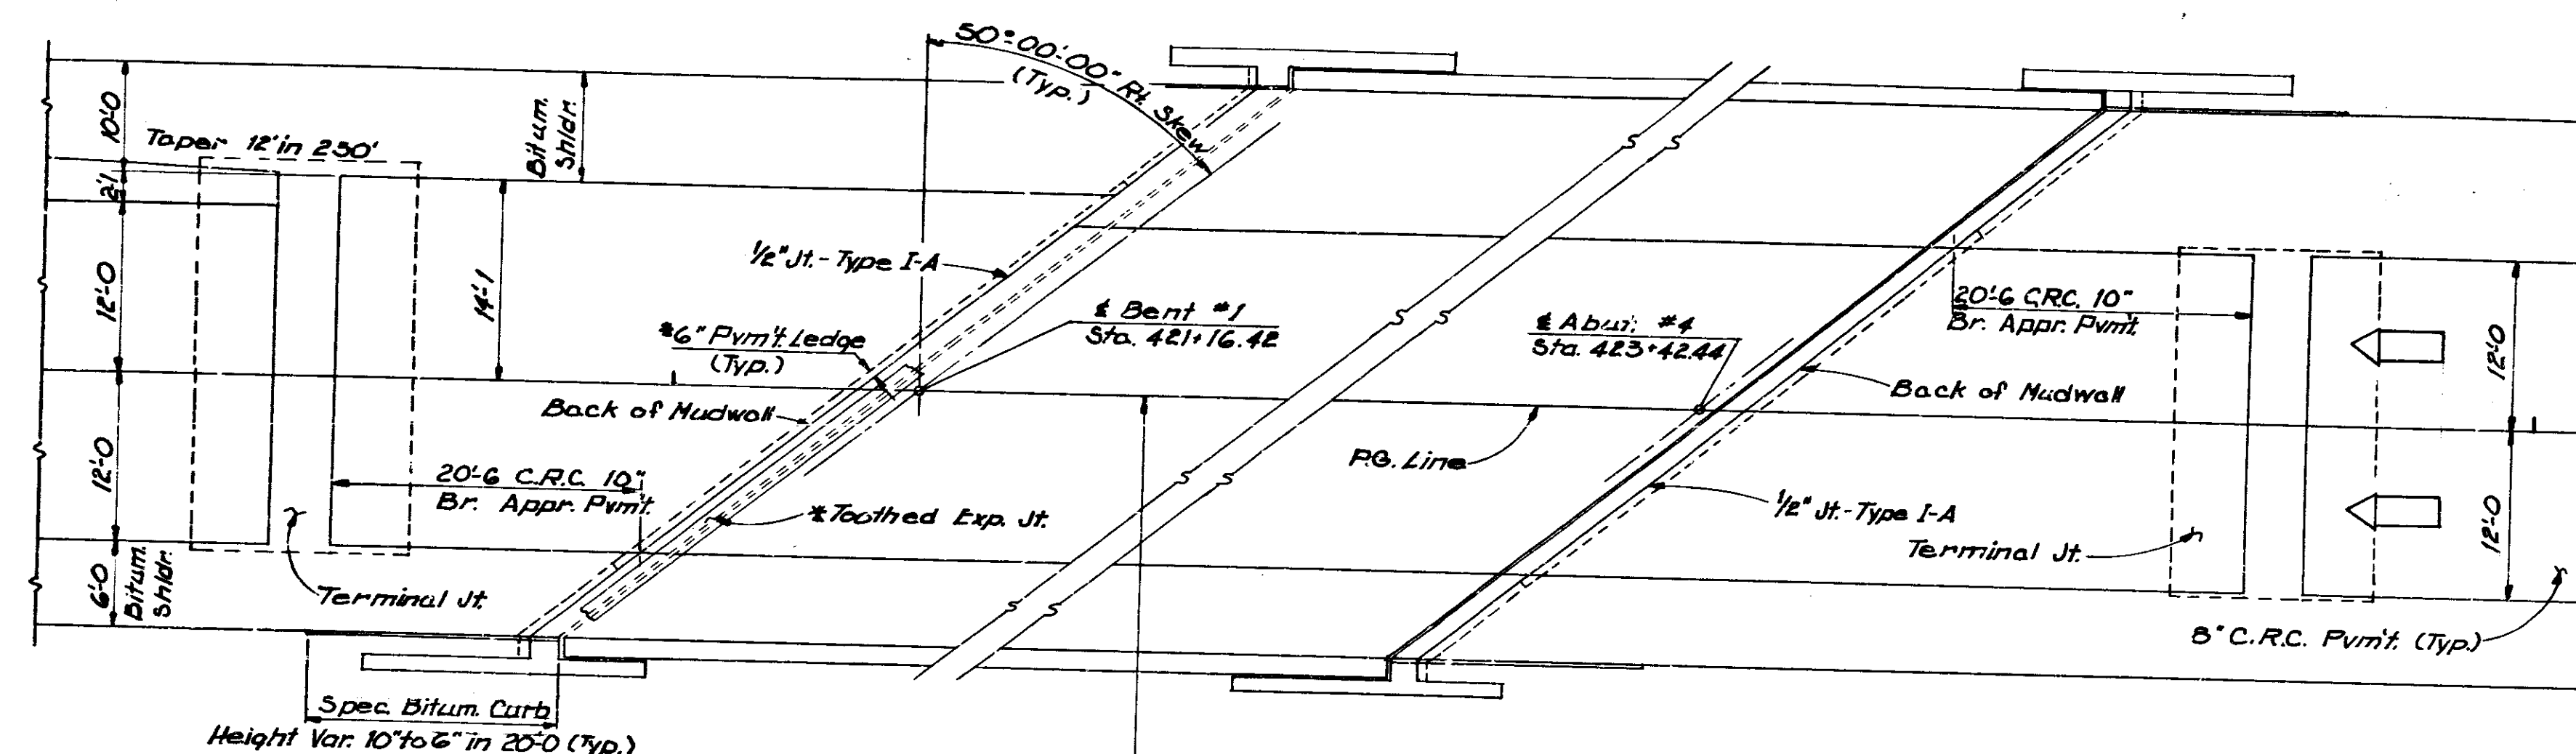 50°-00'-00" Rt. Skew
(Typ.)
10'-0
Taper 12' in 250'
Bitum.
Shldr.
2'-1
12'-0
14'-1
1/2" Jt.-Type I-A
*6" Pvm't. Ledge
(Typ.)
℄ Bent #1
Sta. 421+16.42
℄ Abut. #4
Sta. 423+42.44
20'-6 C.R.C. 10"
Br. Appr. Pvmt.
12'-0
Back of Mudwall
Back of Mudwall
12'-0
20'-6 C.R.C. 10"
Br. Appr. Pvmt.
*Toothed Exp. Jt.
P.G. Line
1/2" Jt.-Type I-A
Terminal Jt.
12'-0
6'-0
Bitum.
Shldr.
Terminal Jt.
8" C.R.C. Pvm't. (Typ.)
Spec. Bitum. Curb
Height Var. 10" to 6" in 20'-0 (Typ.)